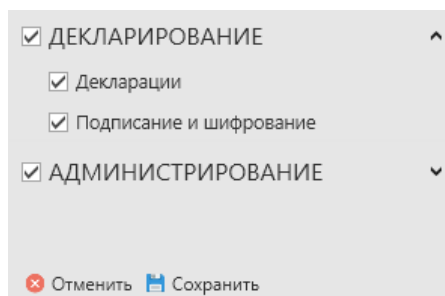 ДЕКЛАРИРОВАНИЕ
Декларации
Подписание и шифрование
АДМИНИСТРИРОВАНИЕ
Отменить Сохранить